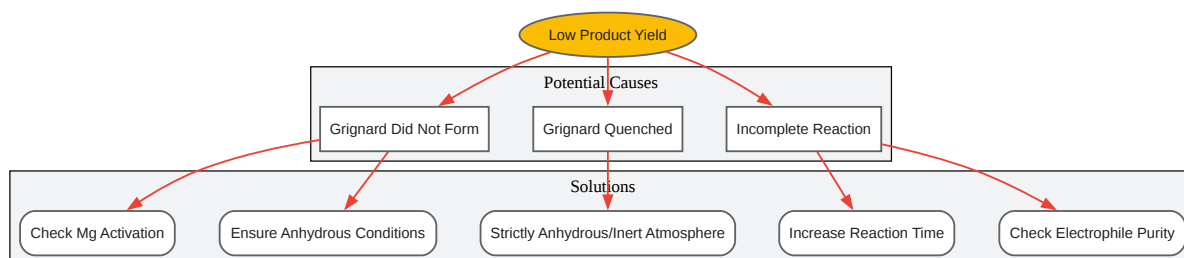 Low Product Yield
Potential Causes
Grignard Did Not Form
Grignard Quenched
Incomplete Reaction
Solutions
Check Mg Activation
Ensure Anhydrous Conditions
Strictly Anhydrous/Inert Atmosphere
Increase Reaction Time
Check Electrophile Purity